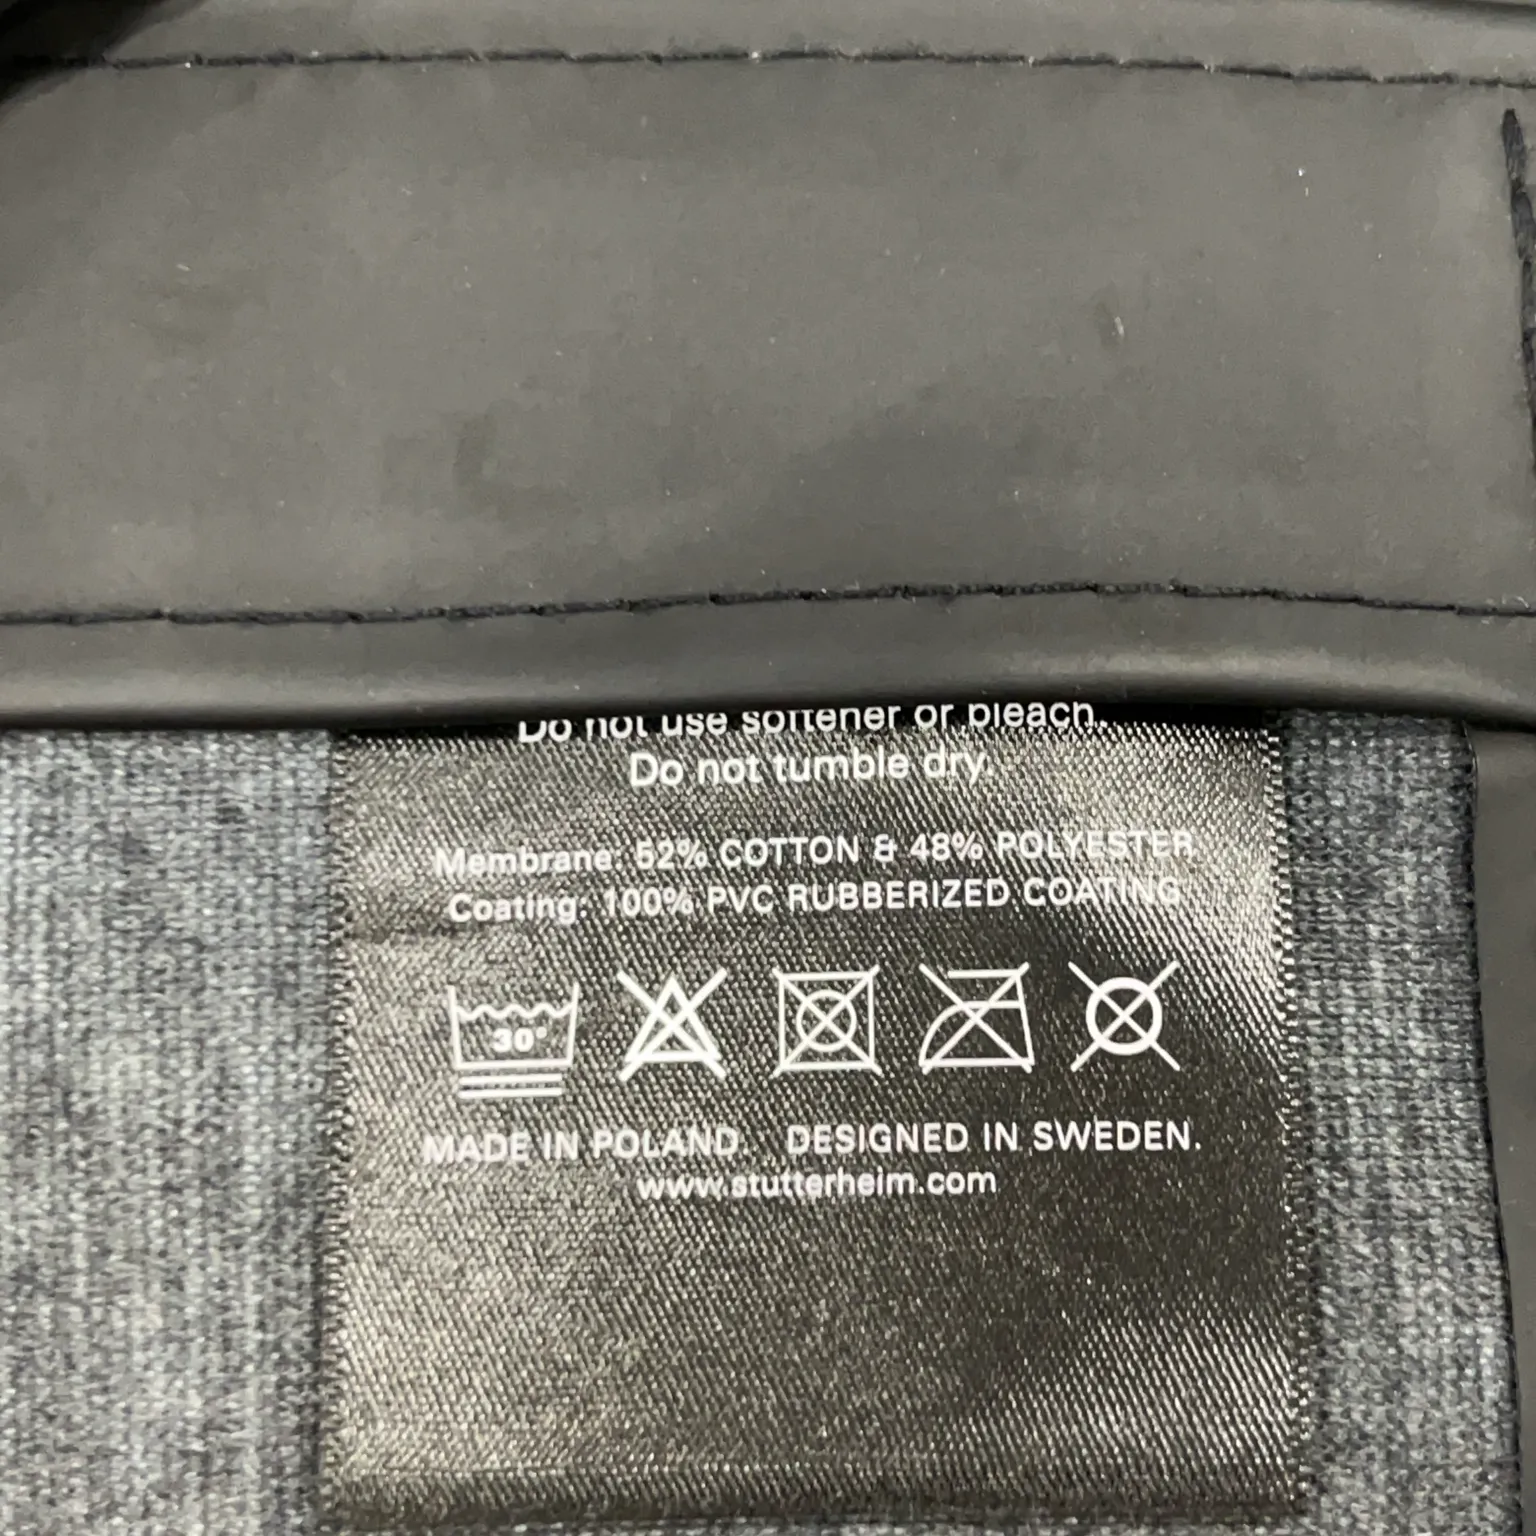 Do not use softener or bleach.
Do not tumble dry.
Membrane: 52% COTTON & 48% POLYESTER
Coating: 100% PVC RUBBERIZED COATING
30°
MADE IN POLAND. DESIGNED IN SWEDEN.
www.stutterheim.com